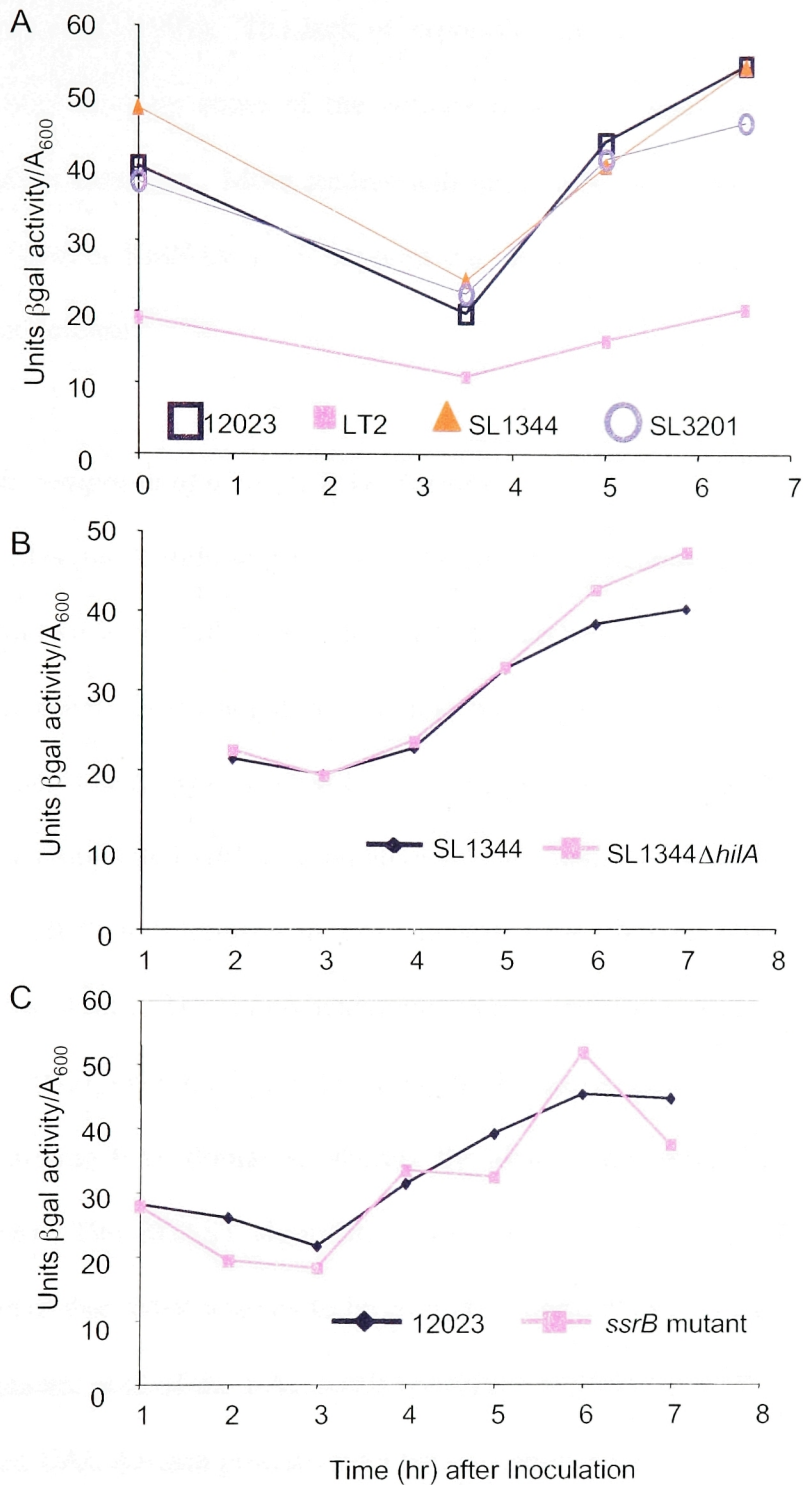 A
60
50
40
30
20
10
0
Units βgal activity/A600
12023 LT2 SL1344 SL3201
0 1 2 3 4 5 6 7
B
50
40
30
20
10
0
Units βgal activity/A600
SL1344 SL1344ΔhilA
1 2 3 4 5 6 7 8
C
60
50
40
30
20
10
0
Units βgal activity/A600
12023 ssrB mutant
1 2 3 4 5 6 7 8
Time (hr) after Inoculation